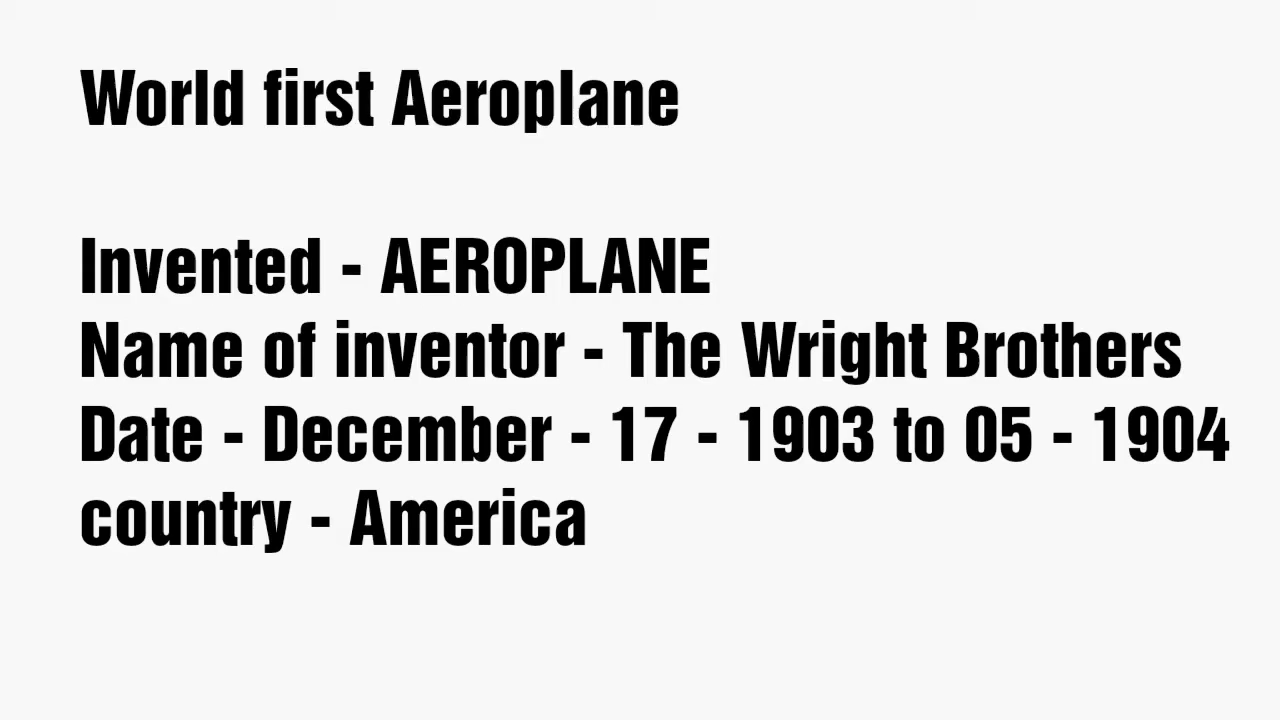 World first Aeroplane
Invented - AEROPLANE
Name of inventor - The Wright Brothers
Date - December - 17 - 1903 to 05 - 1904
country - America